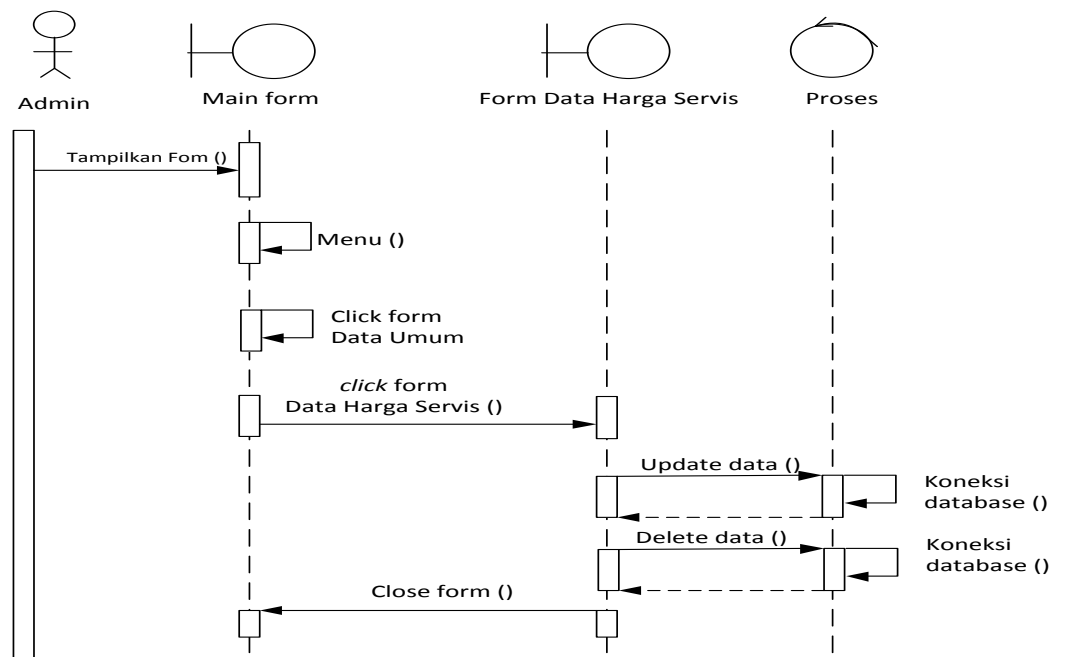 Admin
Main form
Form Data Harga Servis
Proses
Tampilkan Fom ()
Menu ()
Click form
Data Umum
click form
Data Harga Servis ()
Update data ()
Koneksi
database ()
Delete data ()
Koneksi
database ()
Close form ()